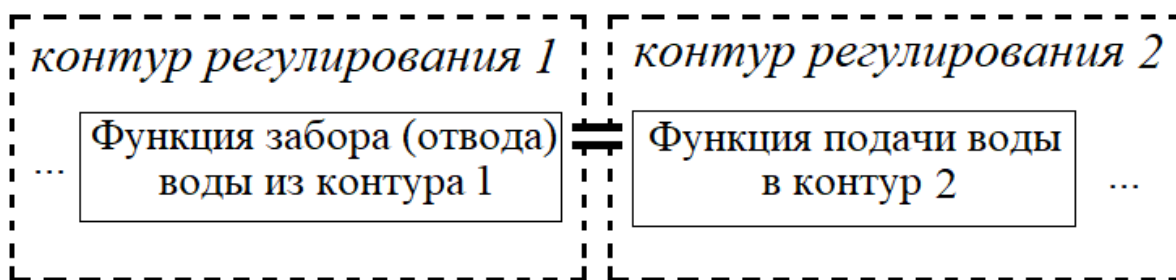 контур регулирования 1
контур регулирования 2
... Функция забора (отвода)
воды из контура 1
=
Функция подачи воды
в контур 2 ...